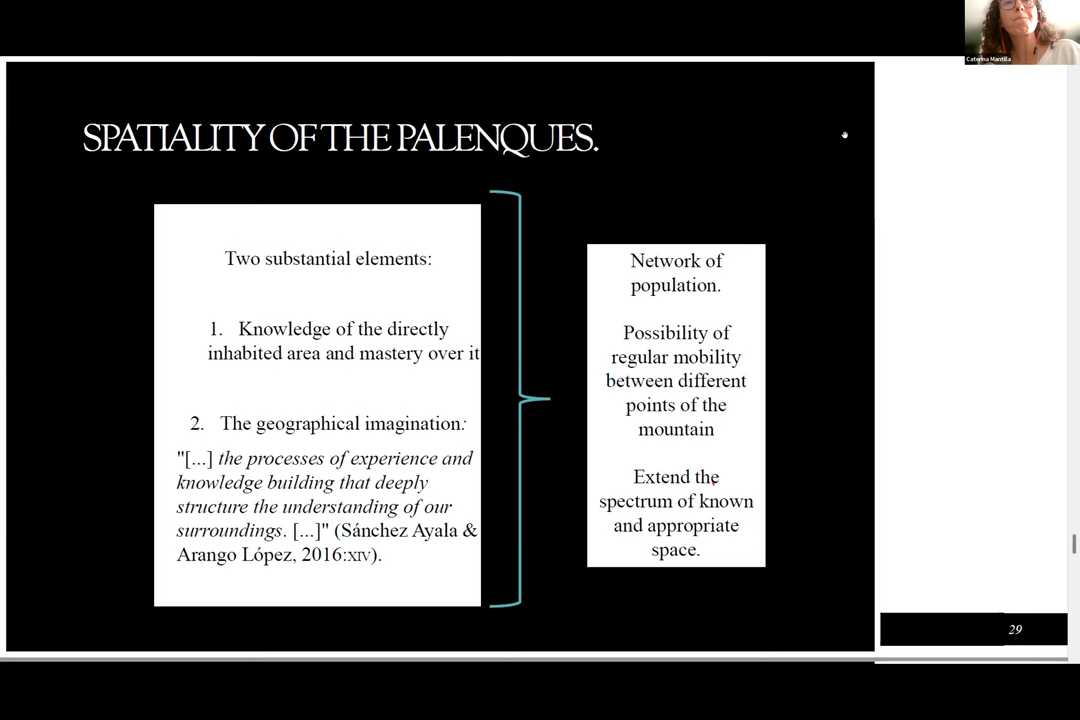 Caterina Mantilla
SPATIALITY OF THE PALENQUES.
Two substantial elements:
1. Knowledge of the directly
inhabited area and mastery over it
2. The geographical imagination:
"[...] the processes of experience and
knowledge building that deeply
structure the understanding of our
surroundings. [...]" (Sánchez Ayala &
Arango López, 2016:XIV).
Network of
population.
Possibility of
regular mobility
between different
points of the
mountain
Extend the
spectrum of known
and appropriate
space.
29